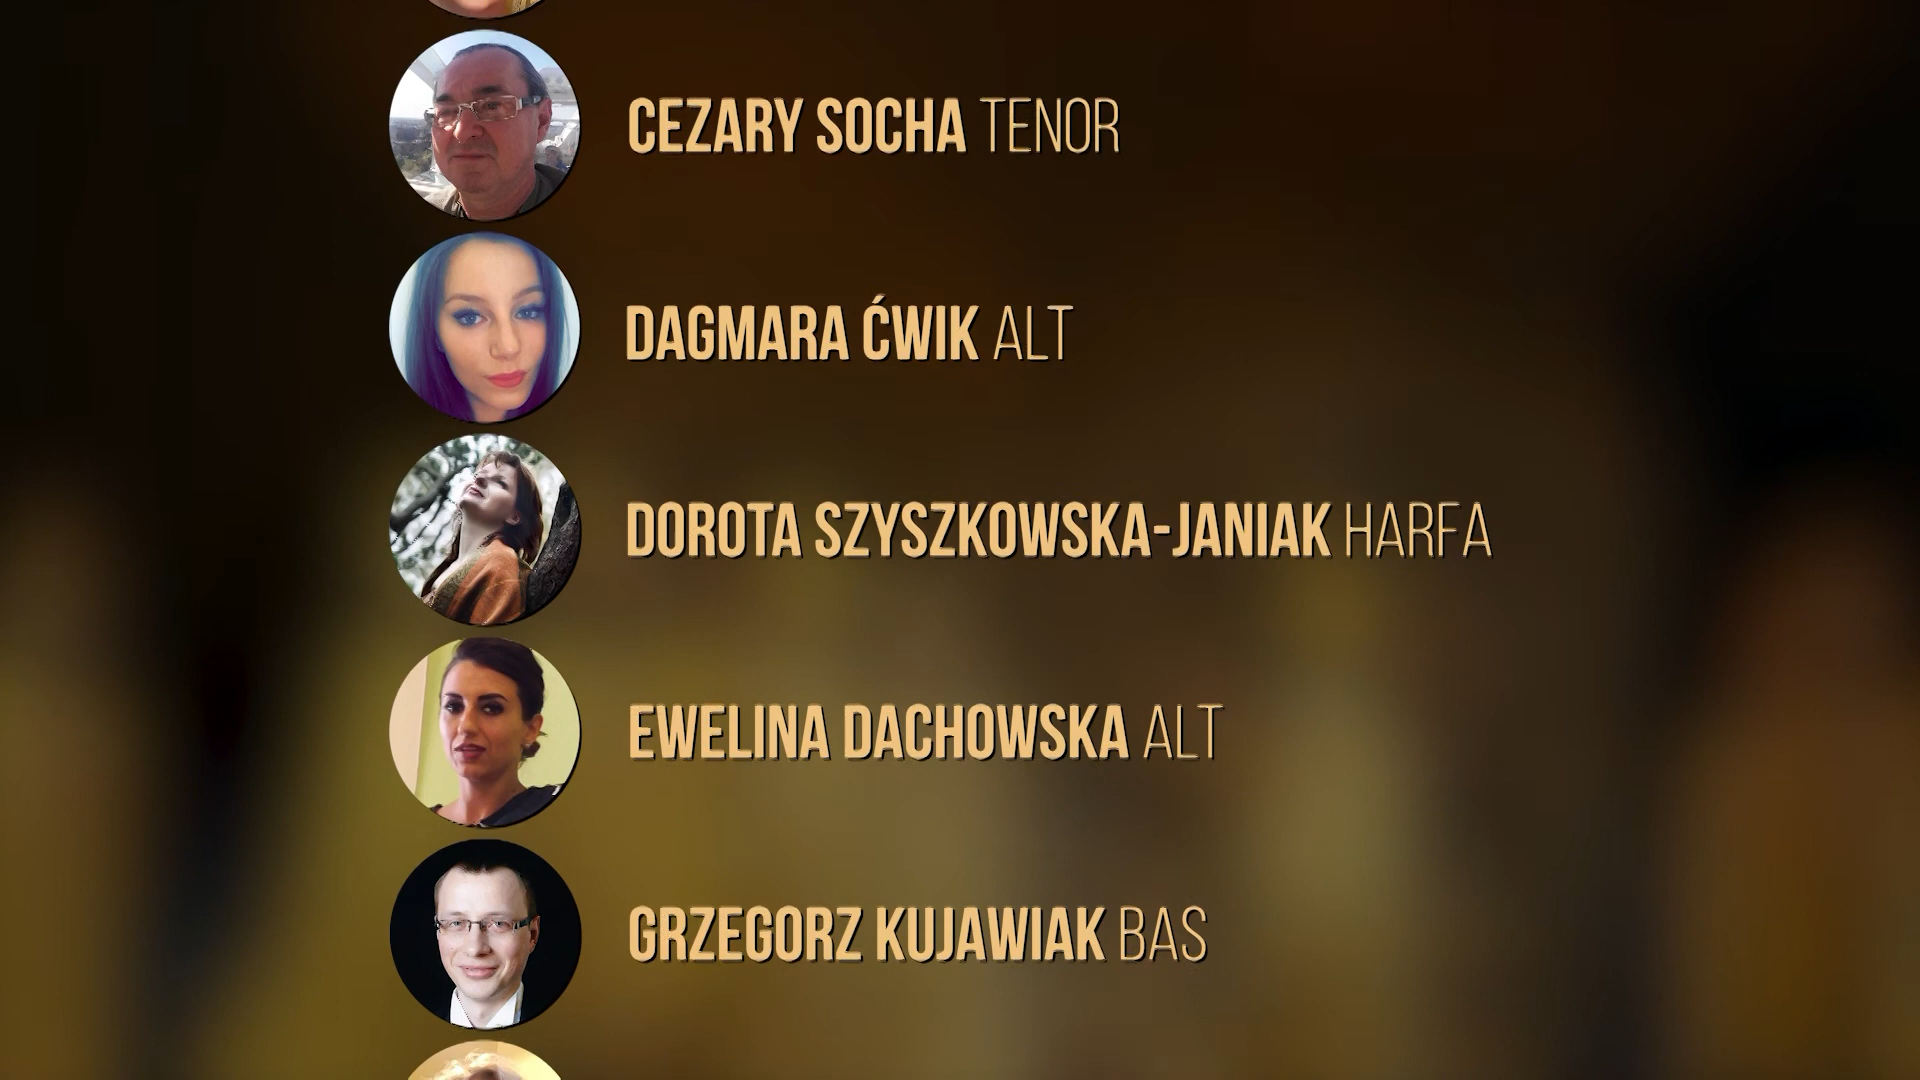 CEZARY SOCHA TENOR
DAGMARA ĆWIK ALT
DOROTA SZYSZKOWSKA-JANIAK HARFA
EWELINA DACHOWSKA ALT
GRZEGORZ KUJAWIAK BAS